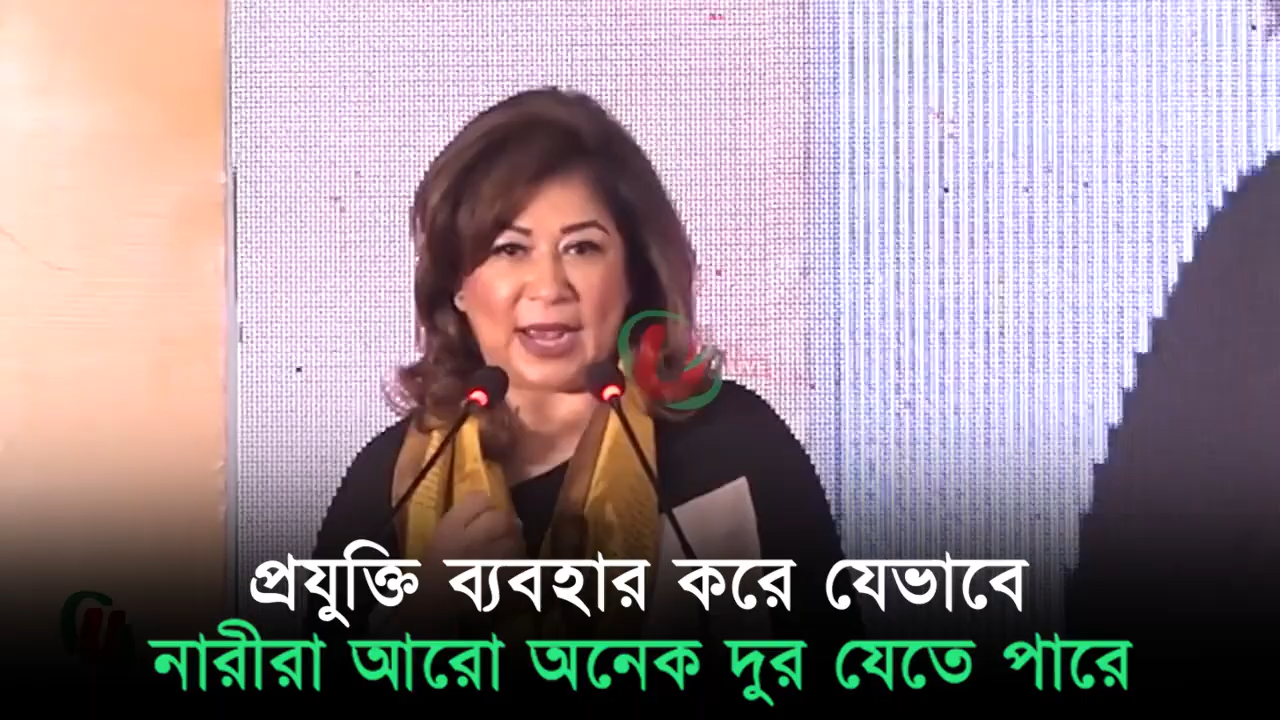 প্রযুক্তি ব্যবহার করে যেভাবে
নারীরা আরো অনেক দুর যেতে পারে